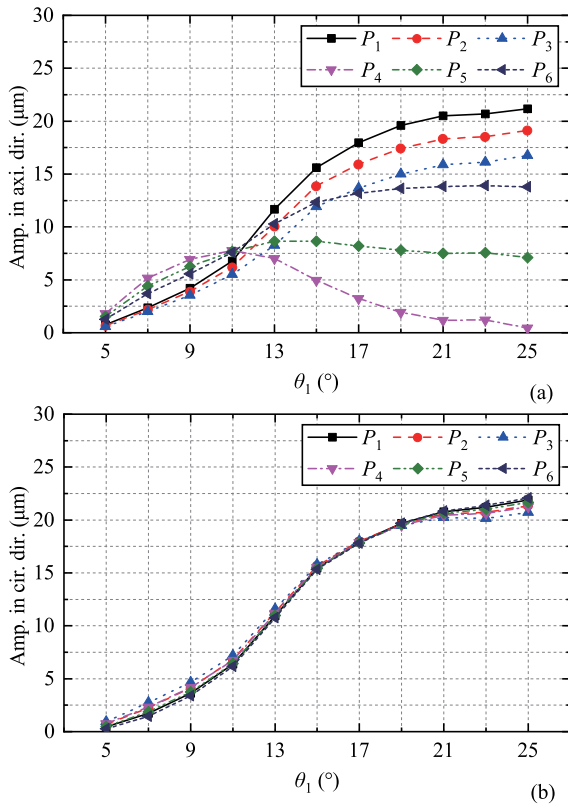 30
25
20
15
10
5
0
Amp. in axi. dir. (μm)
P1 P2 P3
P4 P5 P6
5 9 13 17 21 25
θ1 (°)
(a)
30
25
20
15
10
5
0
Amp. in cir. dir. (μm)
P1 P2 P3
P4 P5 P6
5 9 13 17 21 25
θ1 (°)
(b)